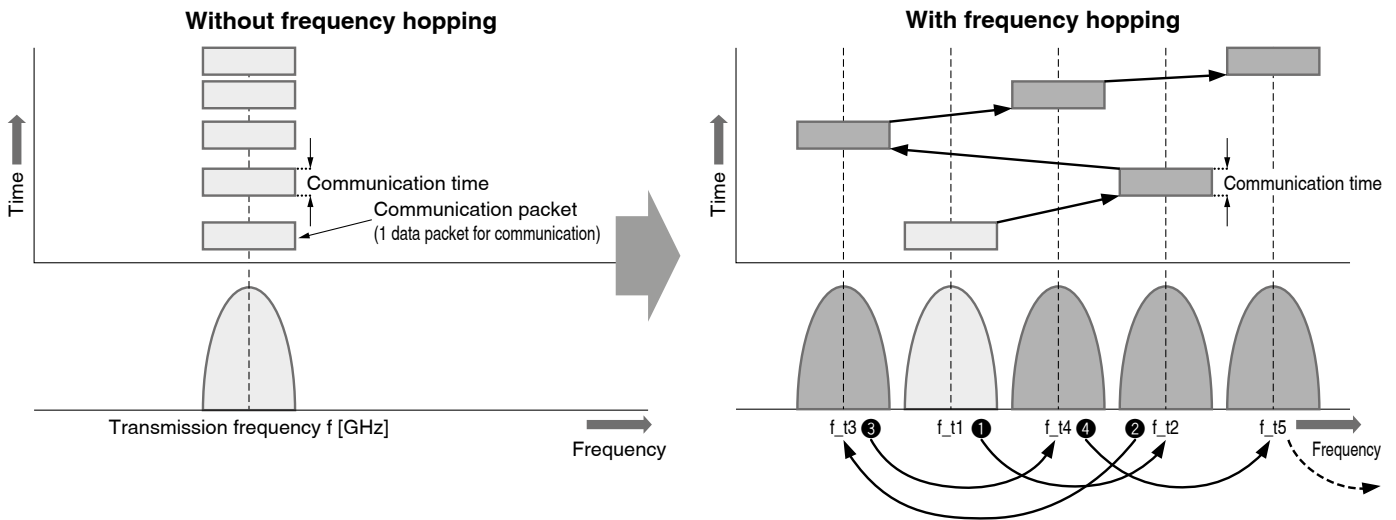 Without frequency hopping
Time
Communication time
Communication packet
(1 data packet for communication)
Transmission frequency f [GHz]
Frequency
With frequency hopping
Time
Communication time
f_t3 ❸ f_t1 ❶ f_t4 ❹ ❷ f_t2 f_t5
Frequency